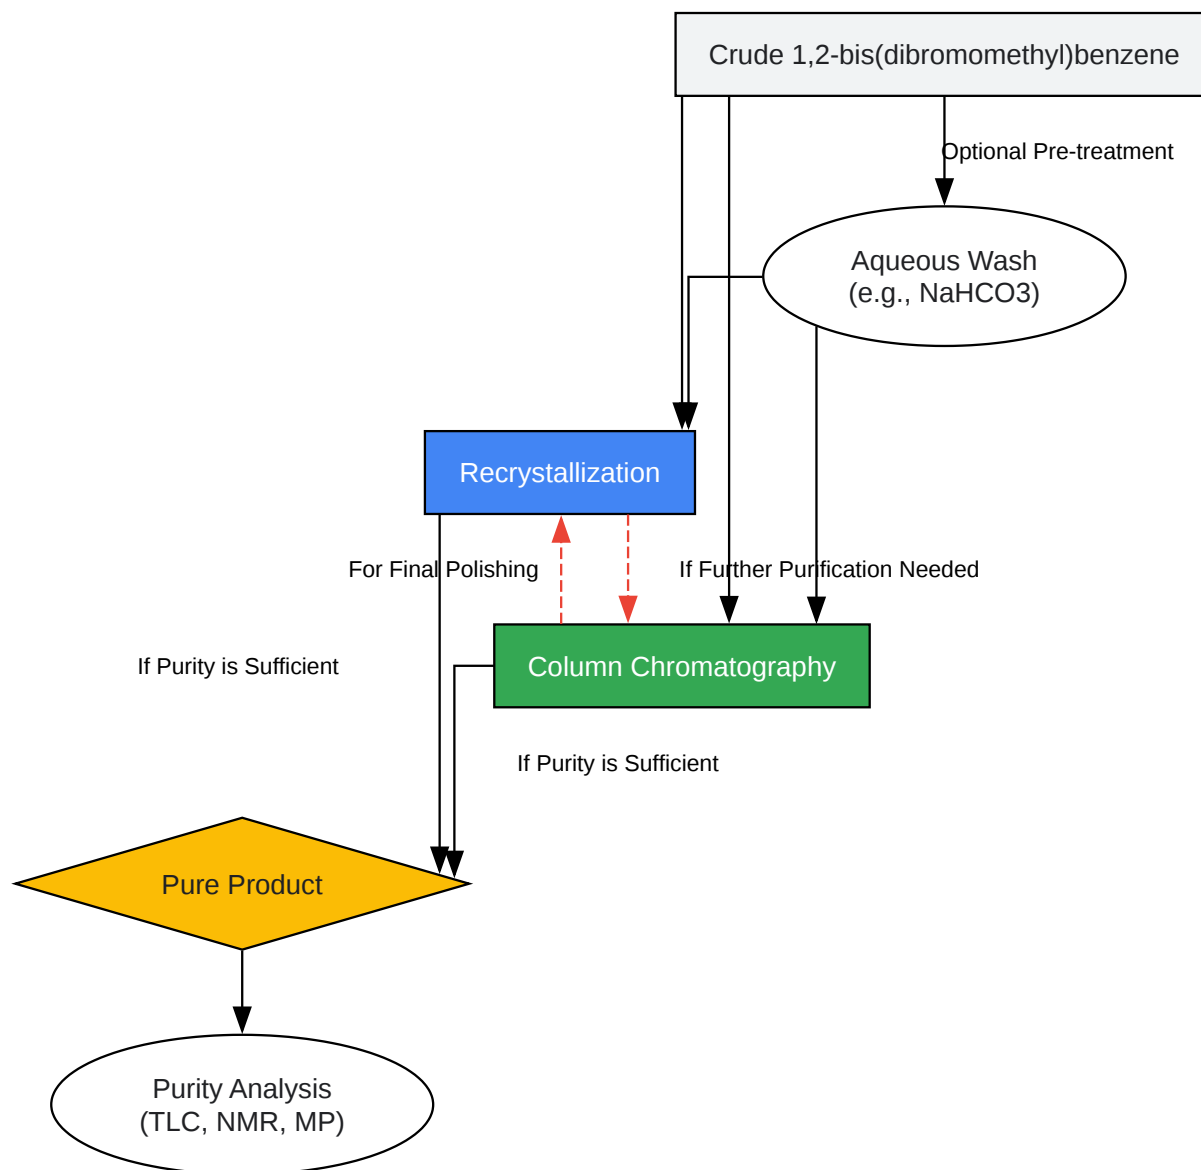 Crude 1,2-bis(dibromomethyl)benzene
Optional Pre-treatment
Aqueous Wash
(e.g., NaHCO3)
Recrystallization
For Final Polishing
If Further Purification Needed
If Purity is Sufficient
Column Chromatography
If Purity is Sufficient
Pure Product
Purity Analysis
(TLC, NMR, MP)